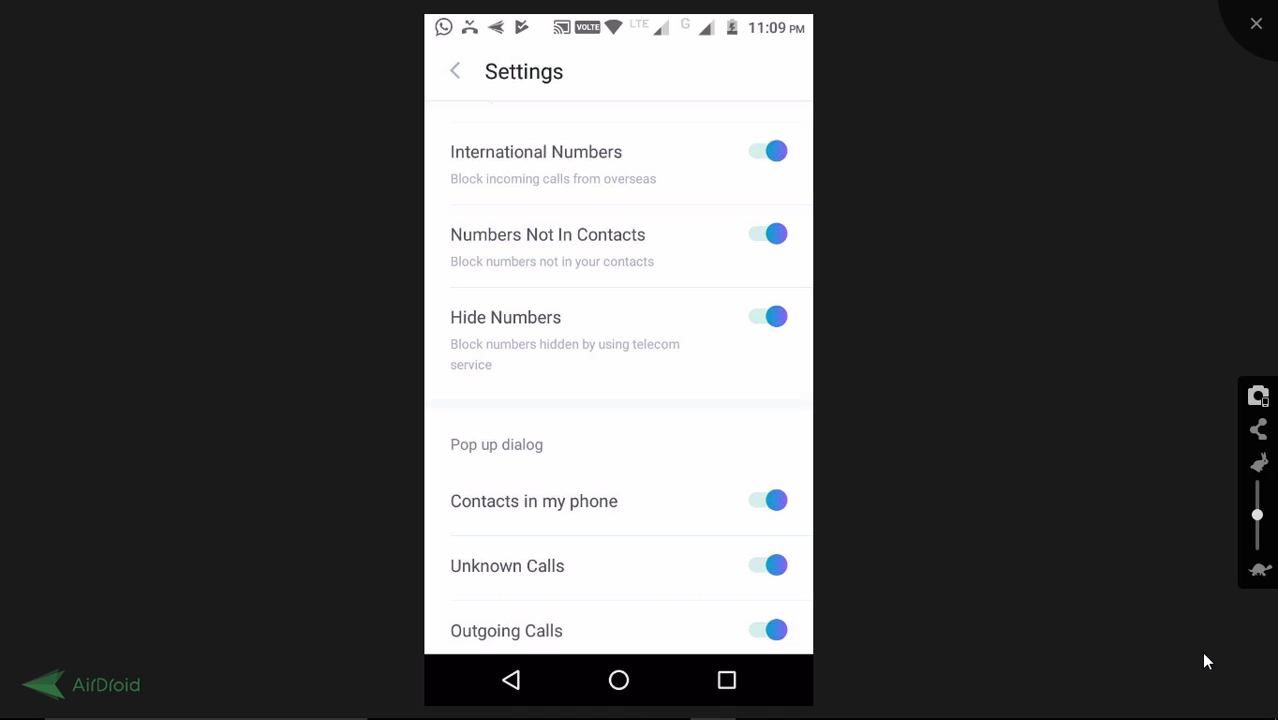 VOLTE LTE G 11:09 PM
Settings
International Numbers
Block incoming calls from overseas
Numbers Not In Contacts
Block numbers not in your contacts
Hide Numbers
Block numbers hidden by using telecom
service
Pop up dialog
Contacts in my phone
Unknown Calls
Outgoing Calls
AirDroid